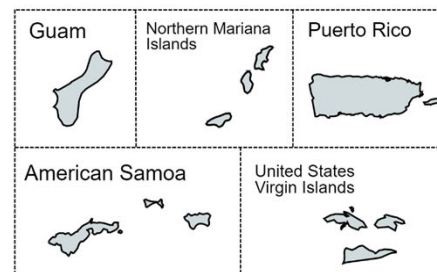 Guam
Northern Mariana
Islands
Puerto Rico
American Samoa
United States
Virgin Islands